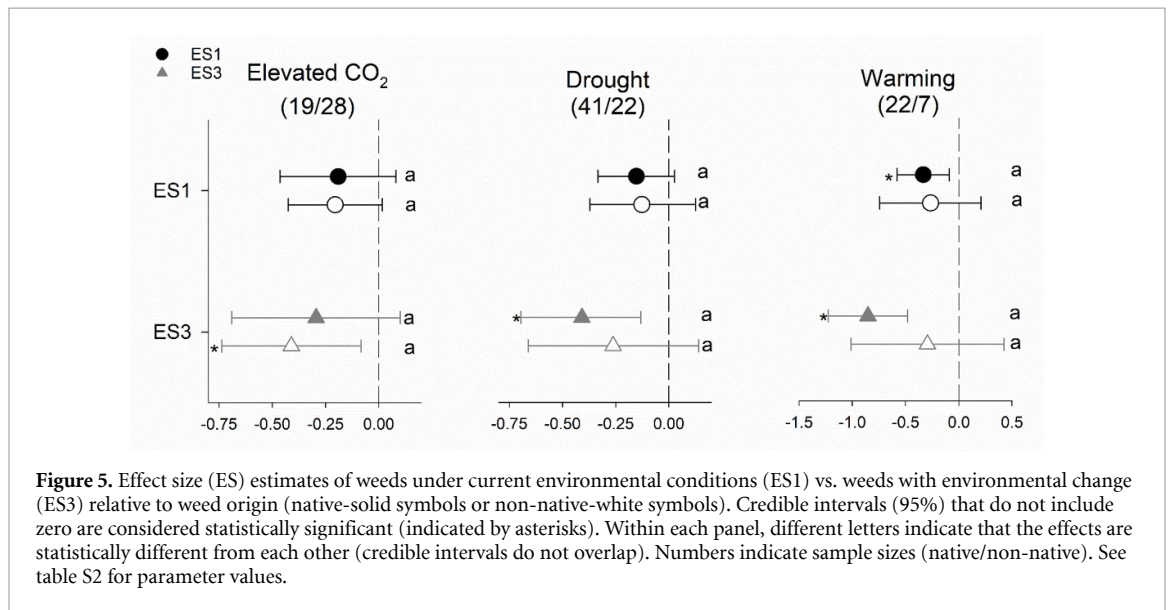 ES1
ES3
Elevated CO₂
(19/28)
Drought
(41/22)
Warming
(22/7)
ES1
a
a
a
a
* a
a
ES3
a
* a
* a
* a
a
a
-0.75 -0.50 -0.25 0.00
-0.75 -0.50 -0.25 0.00
-1.5 -1.0 -0.5 0.0 0.5
Figure 5. Effect size (ES) estimates of weeds under current environmental conditions (ES1) vs. weeds with environmental change
(ES3) relative to weed origin (native-solid symbols or non-native-white symbols). Credible intervals (95%) that do not include
zero are considered statistically significant (indicated by asterisks). Within each panel, different letters indicate that the effects are
statistically different from each other (credible intervals do not overlap). Numbers indicate sample sizes (native/non-native). See
table S2 for parameter values.